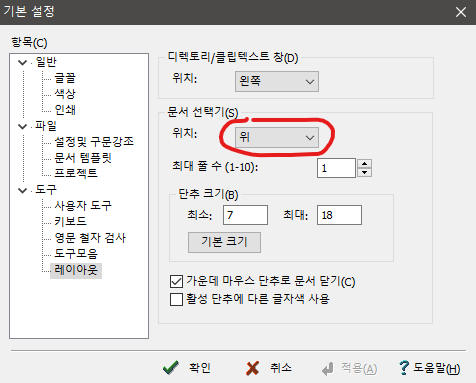 기본 설정
항목(C)
일반
글꼴
색상
인쇄
파일
설정및 구문강조
문서 템플릿
프로젝트
도구
사용자 도구
키보드
영문 철자 검사
도구모음
레이아웃
디렉토리/클립텍스트 창(D)
위치: 왼쪽
문서 선택기(S)
위치: 위
최대 줄 수 (1-10): 1
단추 크기(B)
최소: 7 최대: 18
기본 크기
가운데 마우스 단추로 문서 닫기(C)
활성 단추에 다른 글자색 사용
확인 취소 적용(A) 도움말(H)